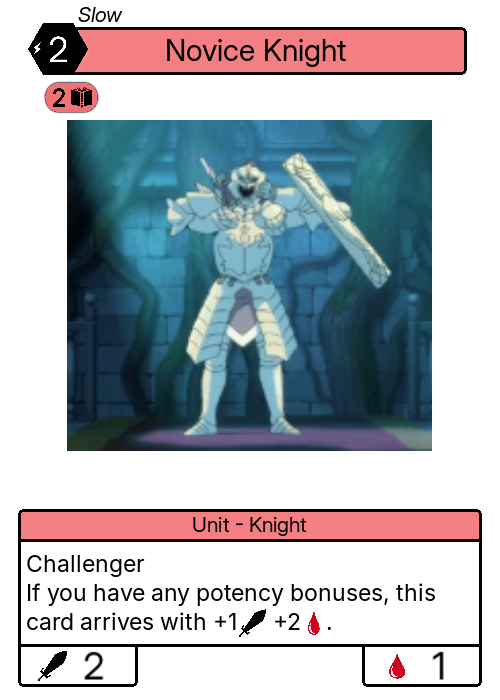 Slow
2
Novice Knight
2
Unit - Knight
Challenger
If you have any potency bonuses, this
card arrives with +1 +2 .
2
1